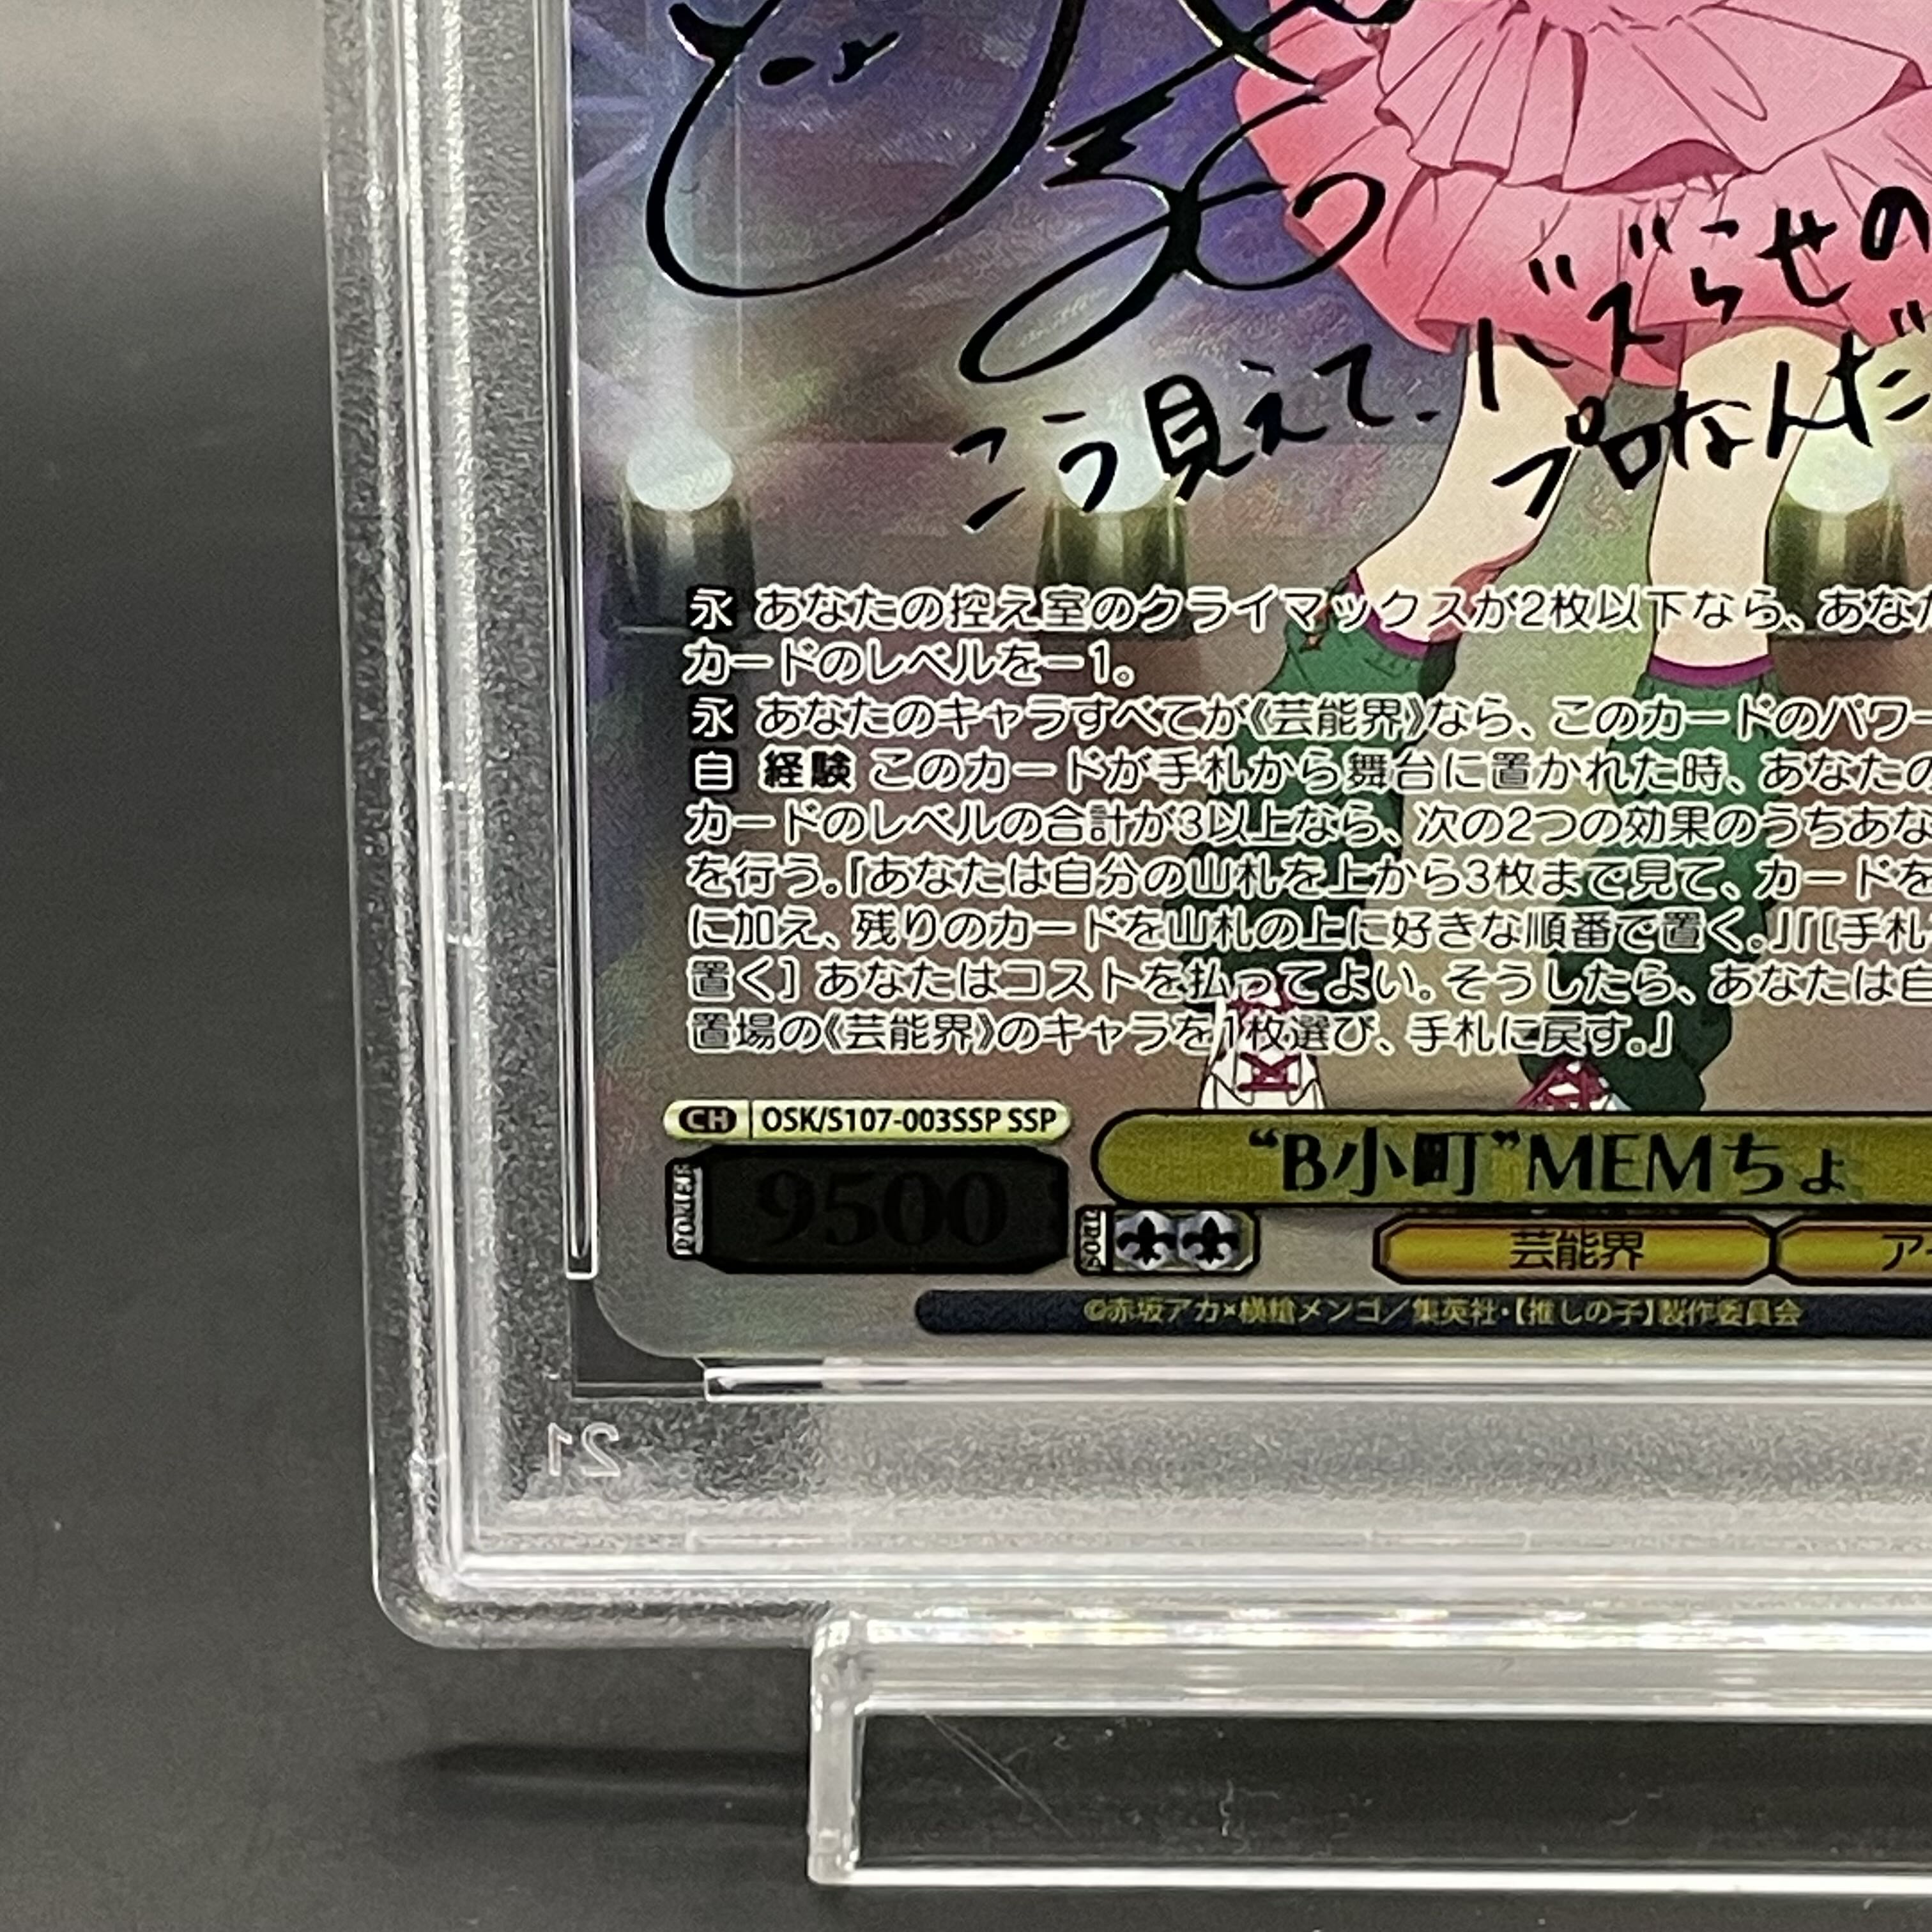 こう見えて、バズらせの
プロなんだ
永 あなたの控え室のクライマックスが2枚以下なら、あなた
カードのレベルを－1。
永 あなたのキャラすべてが《芸能界》なら、このカードのパワー
自 経験 このカードが手札から舞台に置かれた時、あなたの
カードのレベルの合計が3以上なら、次の2つの効果のうちあな
を行う。「あなたは自分の山札を上から3枚まで見て、カードを
に加え、残りのカードを山札の上に好きな順番で置く。」「［手札
置く］ あなたはコストを払ってよい。そうしたら、あなたは自
置場の《芸能界》のキャラを1枚選び、手札に戻す。」
CH OSK/S107-003SSP SSP
“B小町”MEMちょ
POWER 9500
SOUL
芸能界
ア
©赤坂アカ×横槍メンゴ／集英社・【推しの子】製作委員会
21